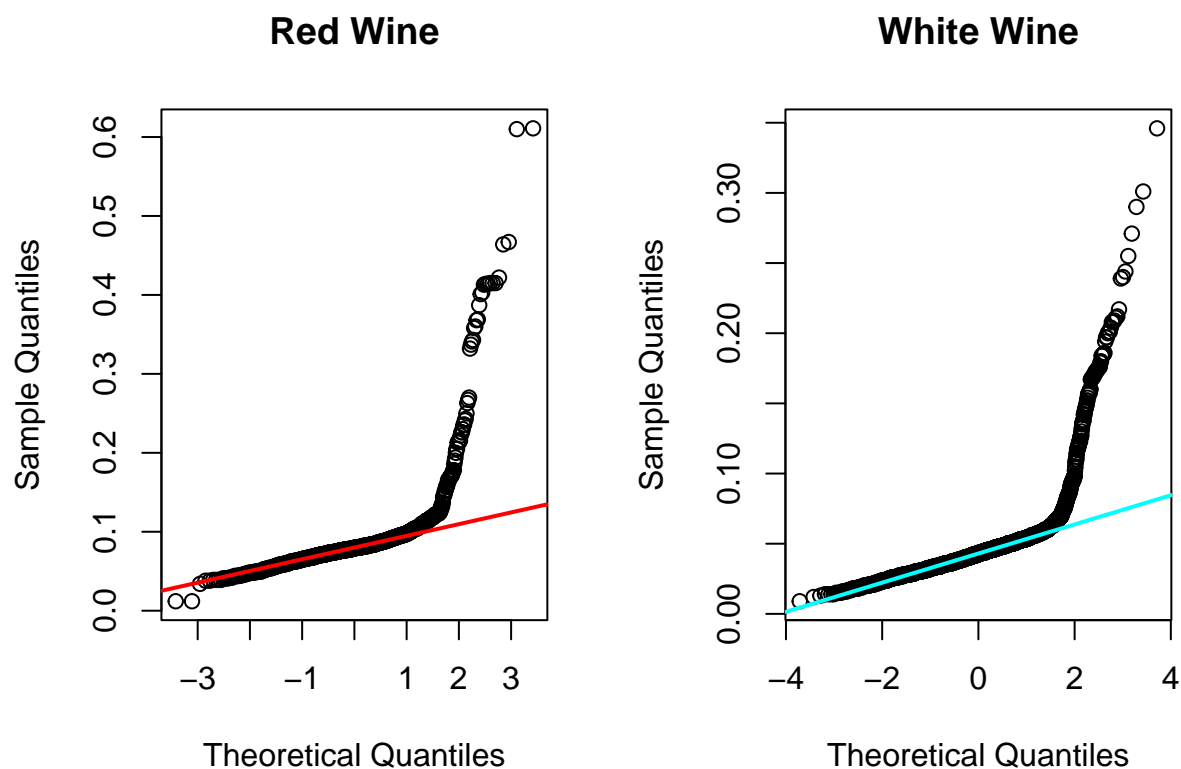 Red Wine
Sample Quantiles
0.0 0.1 0.2 0.3 0.4 0.5 0.6
−3 −1 1 2 3
Theoretical Quantiles
White Wine
Sample Quantiles
0.00 0.10 0.20 0.30
−4 −2 0 2 4
Theoretical Quantiles